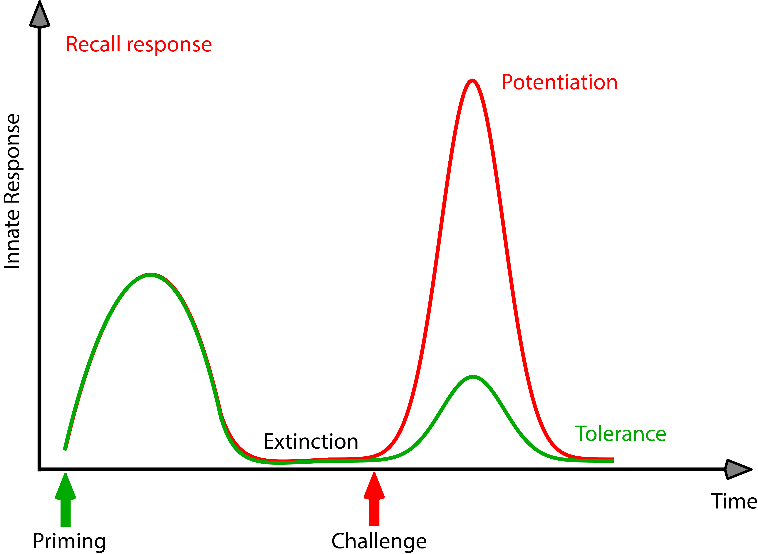 Recall response
Potentiation
Innate Response
Extinction
Tolerance
Time
Priming
Challenge